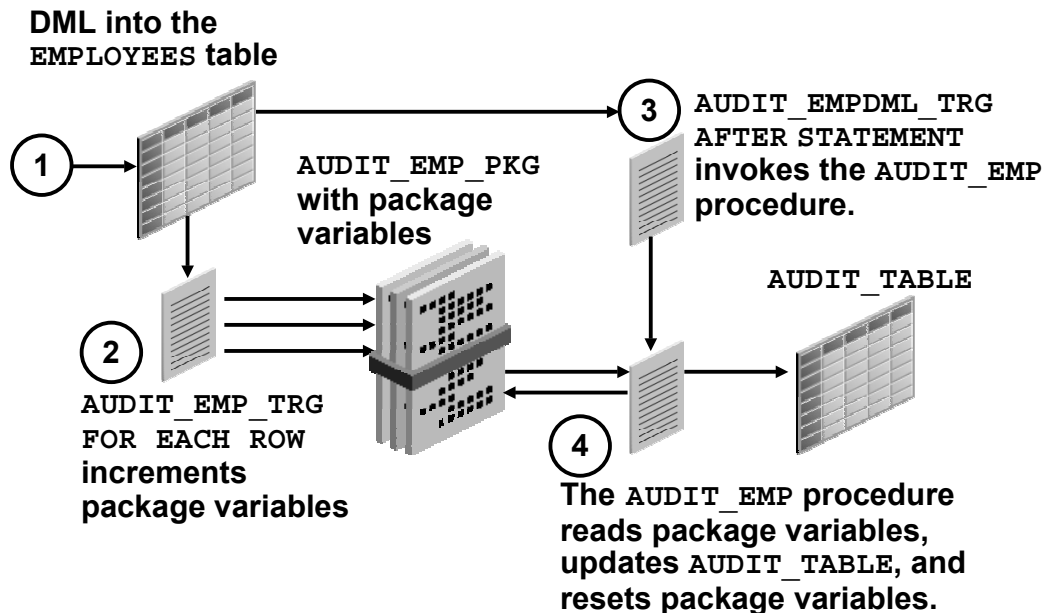 DML into the
EMPLOYEES table
1
3
AUDIT_EMPDML_TRG
AFTER STATEMENT
invokes the AUDIT_EMP
procedure.
AUDIT_EMP_PKG
with package
variables
AUDIT_TABLE
2
AUDIT_EMP_TRG
FOR EACH ROW
increments
package variables
4
The AUDIT_EMP procedure
reads package variables,
updates AUDIT_TABLE, and
resets package variables.